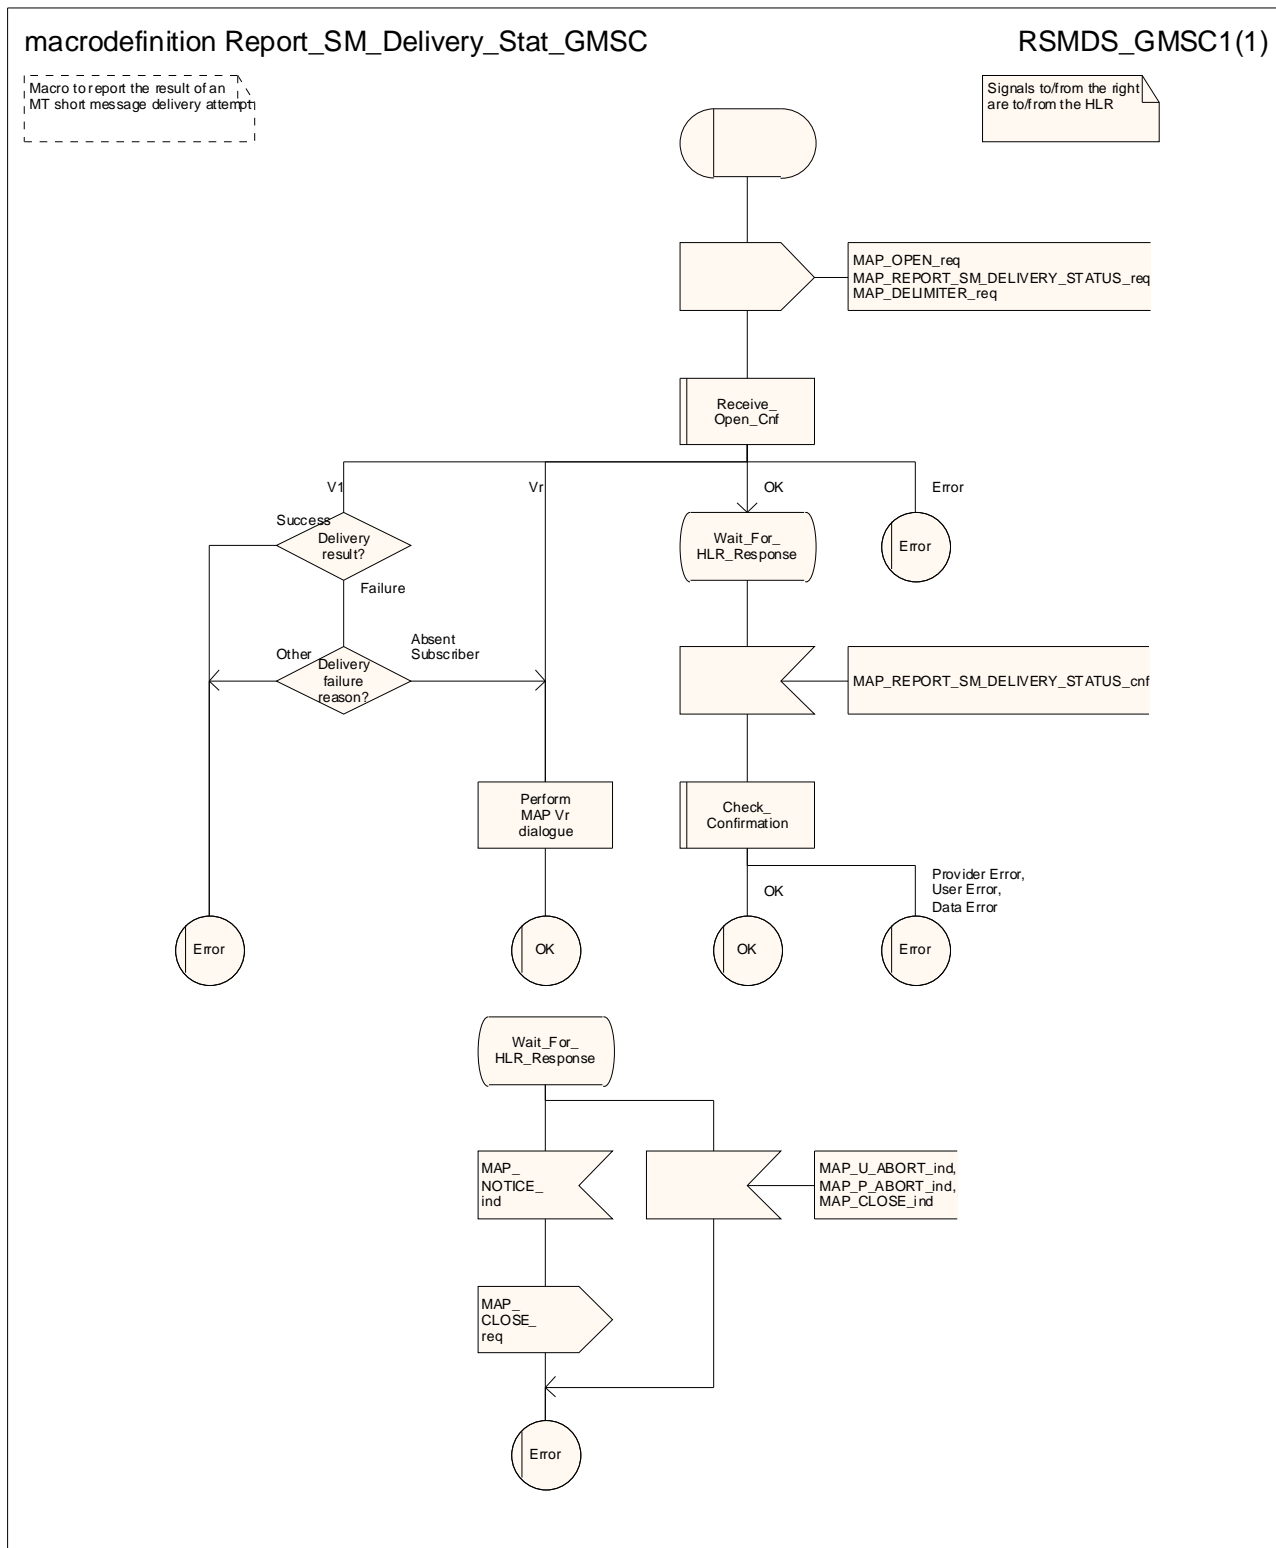 macrodefinition Report_SM_Delivery_Stat_GMSC
RSMDS_GMSC1(1)
Macro to report the result of an
MT short message delivery attempt
Signals to/from the right
are to/from the HLR
MAP_OPEN_req
MAP_REPORT_SM_DELIVERY_STATUS_req
MAP_DELIMITER_req
Receive_
Open_Cnf
V1
Vr
OK
Error
Success
Delivery
result?
Wait_For_
HLR_Response
Error
Failure
Other
Absent
Subscriber
Delivery
failure
reason?
MAP_REPORT_SM_DELIVERY_STATUS_cnf
Perform
MAP Vr
dialogue
Check_
Confirmation
OK
Provider Error,
User Error,
Data Error
Error
OK
OK
Error
Wait_For_
HLR_Response
MAP_
NOTICE_
ind
MAP_U_ABORT_ind,
MAP_P_ABORT_ind,
MAP_CLOSE_ind
MAP_
CLOSE_
req
Error